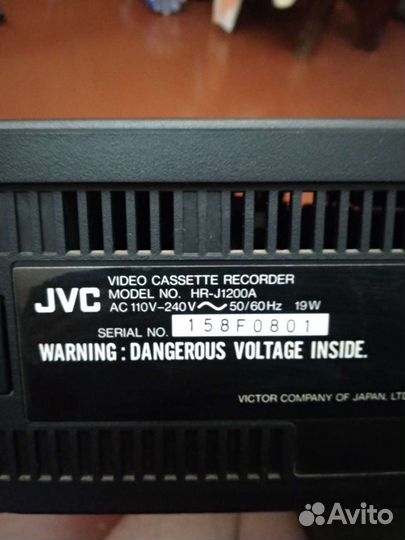 VIDEO CASSETTE RECORDER
JVC MODEL NO. HR-J1200A
AC 110V-240V ~ 50/60Hz 19W
SERIAL NO. 158F0801
WARNING : DANGEROUS VOLTAGE INSIDE.
VICTOR COMPANY OF JAPAN, LTD
Avito